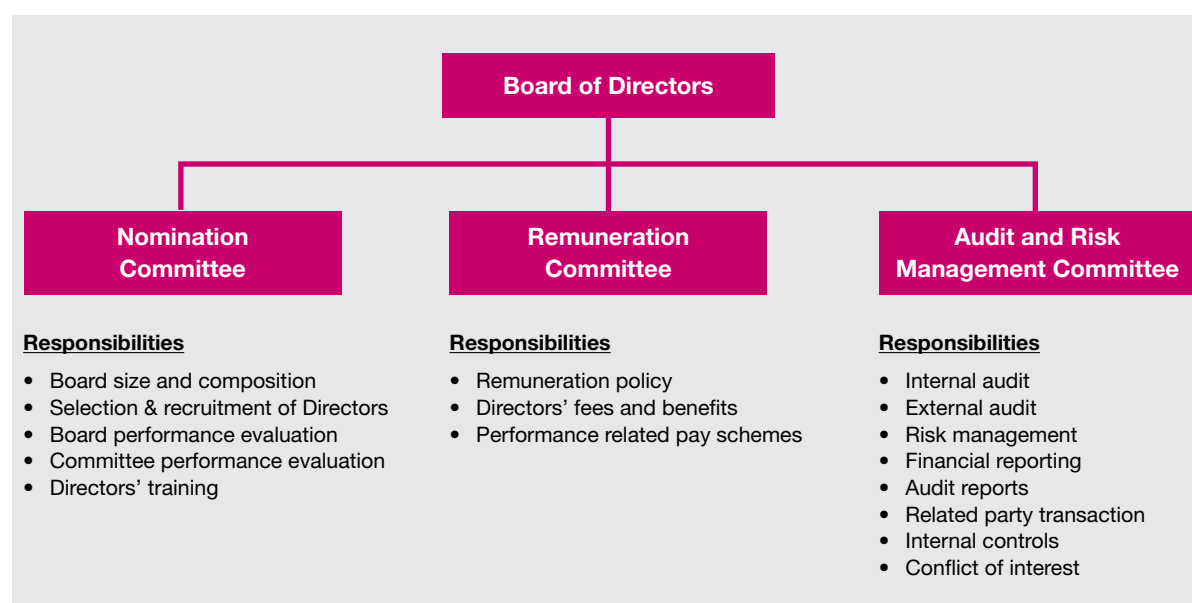 Board of Directors
Nomination
Committee
Responsibilities
• Board size and composition
• Selection & recruitment of Directors
• Board performance evaluation
• Committee performance evaluation
• Directors’ training
Remuneration
Committee
Responsibilities
• Remuneration policy
• Directors’ fees and benefits
• Performance related pay schemes
Audit and Risk
Management Committee
Responsibilities
• Internal audit
• External audit
• Risk management
• Financial reporting
• Audit reports
• Related party transaction
• Internal controls
• Conflict of interest